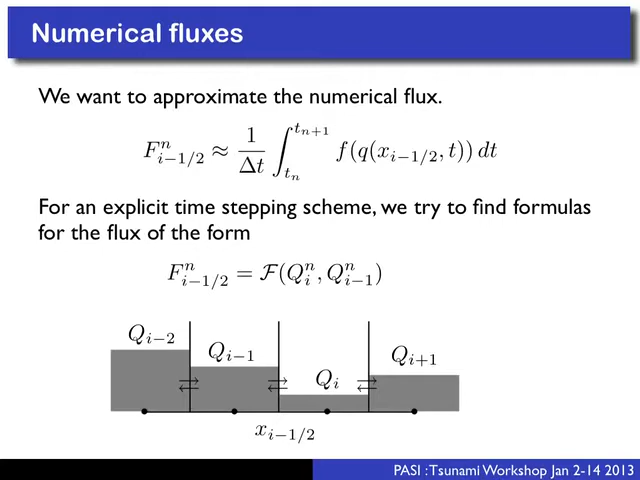 Numerical fluxes
We want to approximate the numerical flux.
F^n_{i−1/2} ≈ \frac{1}{Δt} ∫_{t_n}^{t_{n+1}} f(q(x_{i−1/2}, t)) dt
For an explicit time stepping scheme, we try to find formulas
for the flux of the form
F^n_{i−1/2} = ℱ(Q^n_i, Q^n_{i−1})
Q_{i−2}
Q_{i−1}
Q_i
Q_{i+1}
x_{i−1/2}
PASI : Tsunami Workshop Jan 2-14 2013